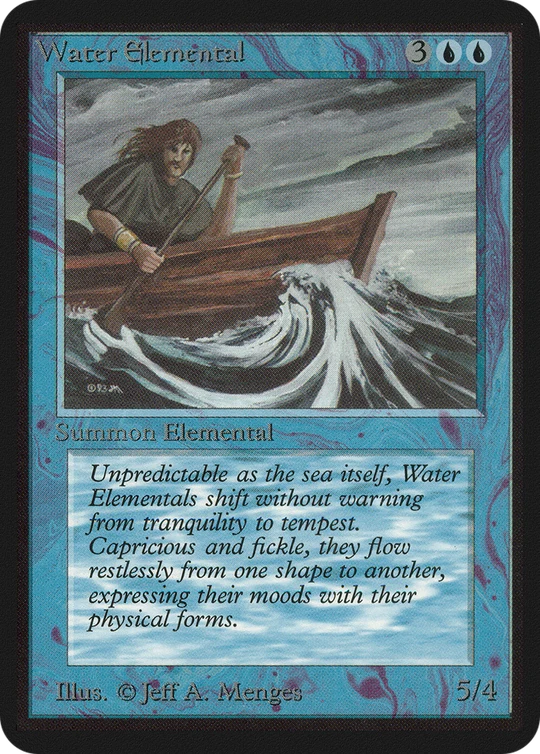 Water Elemental 3
©93 JM
Summon Elemental
Unpredictable as the sea itself, Water
Elementals shift without warning
from tranquility to tempest.
Capricious and fickle, they flow
restlessly from one shape to another,
expressing their moods with their
physical forms.
Illus. © Jeff A. Menges 5/4